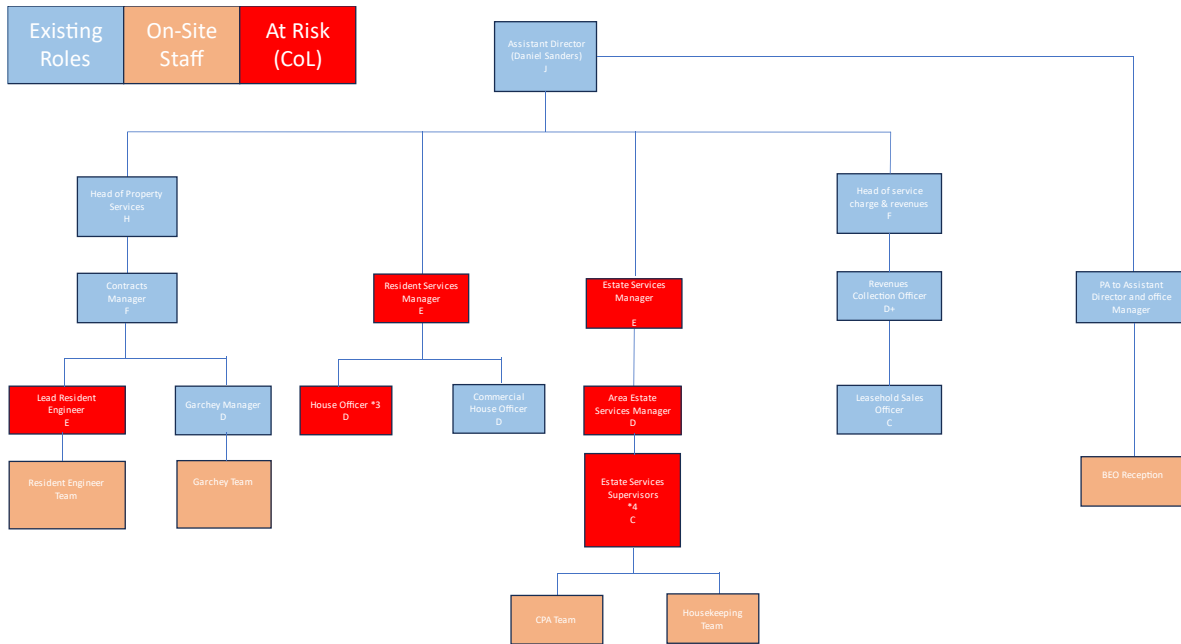 Existing
Roles
On-Site
Staff
At Risk
(CoL)
Assistant Director
(Daniel Sanders)
J
Head of Property
Services
H
Head of service
charge & revenues
F
Contracts
Manager
F
Resident Services
Manager
E
Estate Services
Manager
E
Revenues
Collection Officer
D+
PA to Assistant
Director and office
Manager
Lead Resident
Engineer
E
Garchey Manager
D
House Officer *3
D
Commercial
House Officer
D
Area Estate
Services Manager
D
Leasehold Sales
Officer
C
Resident Engineer
Team
Garchey Team
Estate Services
Supervisors
*4
C
BEO Reception
CPA Team
Housekeeping
Team